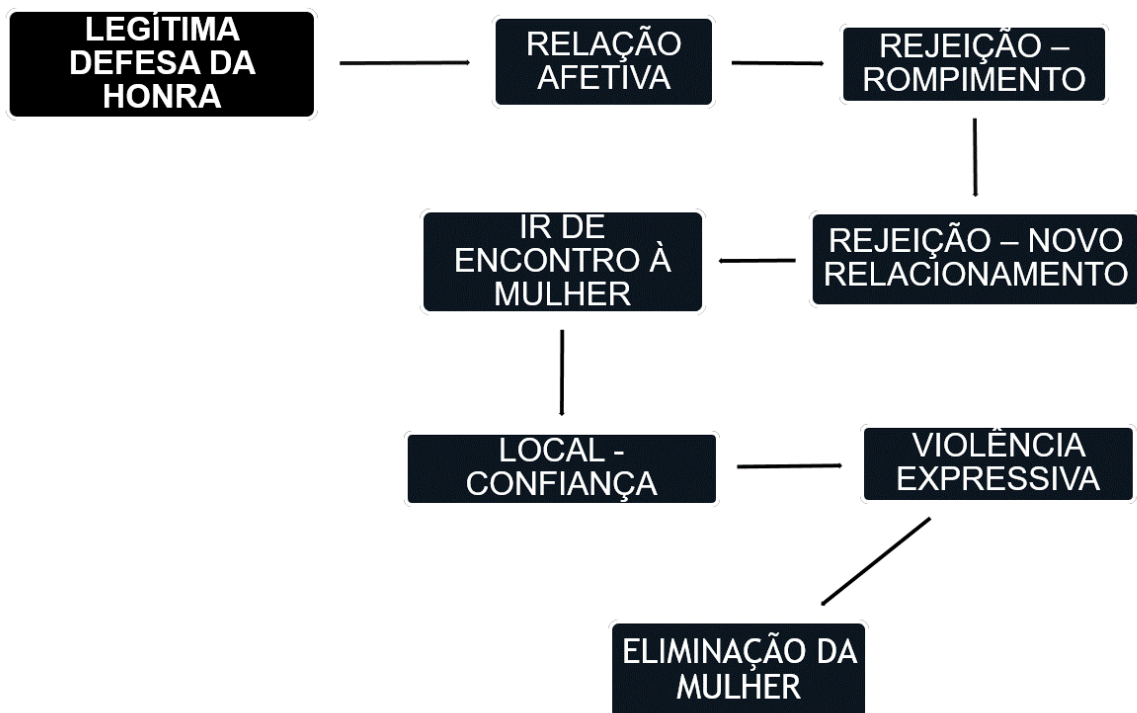 LEGÍTIMA
DEFESA DA
HONRA
RELAÇÃO
AFETIVA
REJEIÇÃO –
ROMPIMENTO
REJEIÇÃO – NOVO
RELACIONAMENTO
IR DE
ENCONTRO À
MULHER
LOCAL -
CONFIANÇA
VIOLÊNCIA
EXPRESSIVA
ELIMINAÇÃO DA
MULHER